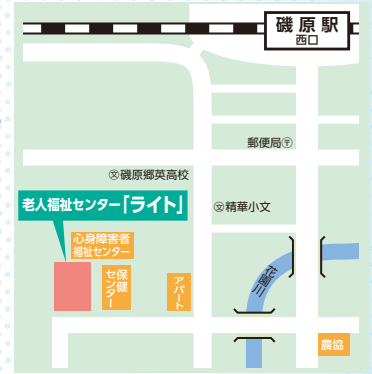 磯原駅
西口
郵便局〶
磯原郷英高校
老人福祉センター「ライト」
精華小文
心身障害者
福祉センター
保健
センター
アパート
花園川
農協